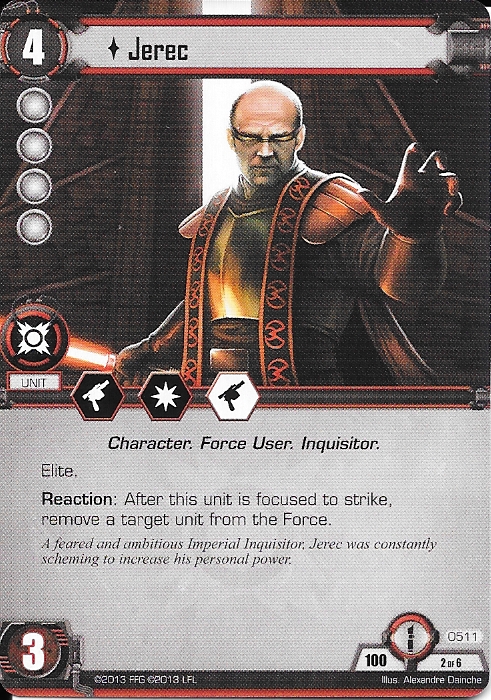 4
Jerec
UNIT
Character. Force User. Inquisitor.
Elite.
Reaction: After this unit is focused to strike,
remove a target unit from the Force.
A feared and ambitious Imperial Inquisitor, Jerec was constantly
scheming to increase his personal power.
3
0511
100
2 OF 6
©2013 FFG ©2013 LFL
Illus. Alexandre Dainche